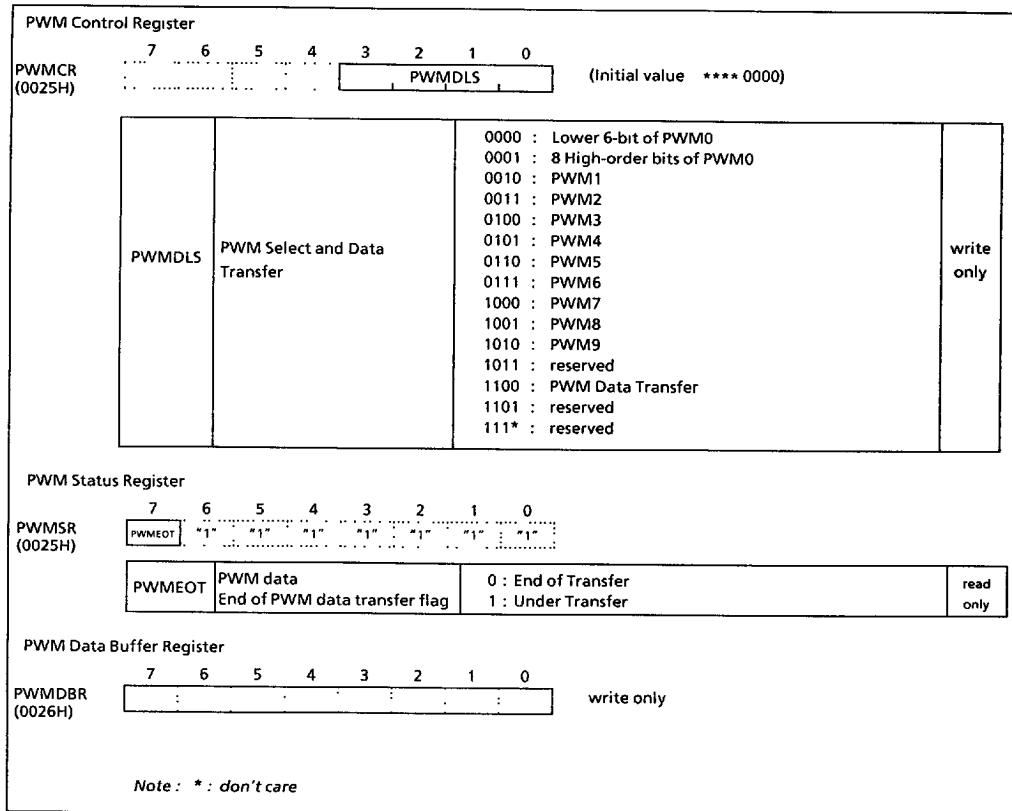 PWM Control Register
7 6 5 4 3 2 1 0
PWMCR
(0025H)
PWMDLS
(Initial value **** 0000)
PWMDLS
PWM Select and Data
Transfer
0000 : Lower 6-bit of PWM0
0001 : 8 High-order bits of PWM0
0010 : PWM1
0011 : PWM2
0100 : PWM3
0101 : PWM4
0110 : PWM5
0111 : PWM6
1000 : PWM7
1001 : PWM8
1010 : PWM9
1011 : reserved
1100 : PWM Data Transfer
1101 : reserved
111* : reserved
write
only
PWM Status Register
7 6 5 4 3 2 1 0
PWMSR
(0025H)
PWMEOT "1" "1" "1" "1" "1" "1" "1"
PWMEOT
PWM data
End of PWM data transfer flag
0 : End of Transfer
1 : Under Transfer
read
only
PWM Data Buffer Register
7 6 5 4 3 2 1 0
PWMDBR
(0026H)
write only
Note : * : don't care